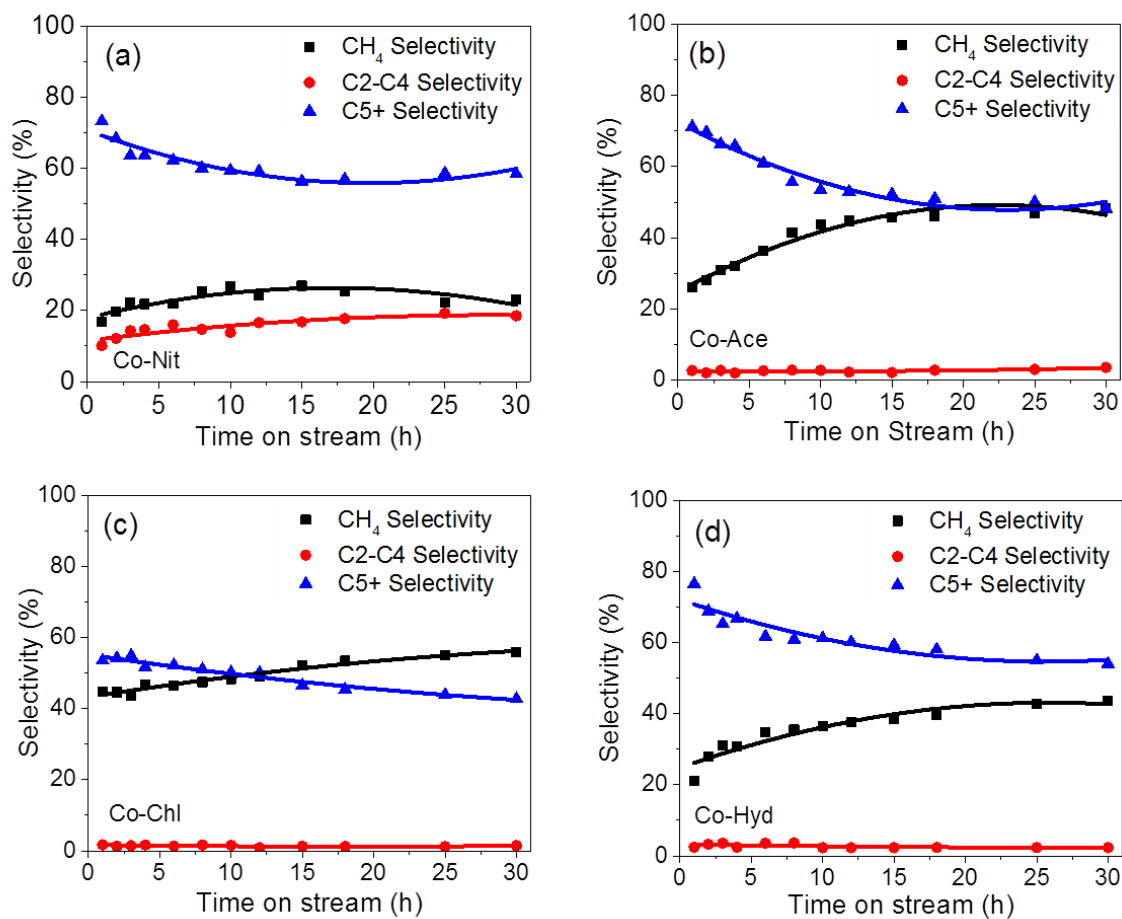 (a)
CH4 Selectivity
C2-C4 Selectivity
C5+ Selectivity
Co-Nit
Selectivity (%)
100
80
60
40
20
0
0 5 10 15 20 25 30
Time on stream (h)
(b)
CH4 Selectivity
C2-C4 Selectivity
C5+ Selectivity
Co-Ace
Selectivity (%)
100
80
60
40
20
0
0 5 10 15 20 25 30
Time on Stream (h)
(c)
CH4 Selectivity
C2-C4 Selectivity
C5+ Selectivity
Co-Chl
Selectivity (%)
100
80
60
40
20
0
0 5 10 15 20 25 30
Time on stream (h)
(d)
CH4 Selectivity
C2-C4 Selectivity
C5+ Selectivity
Co-Hyd
Selectivity (%)
100
80
60
40
20
0
0 5 10 15 20 25 30
Time on stream (h)